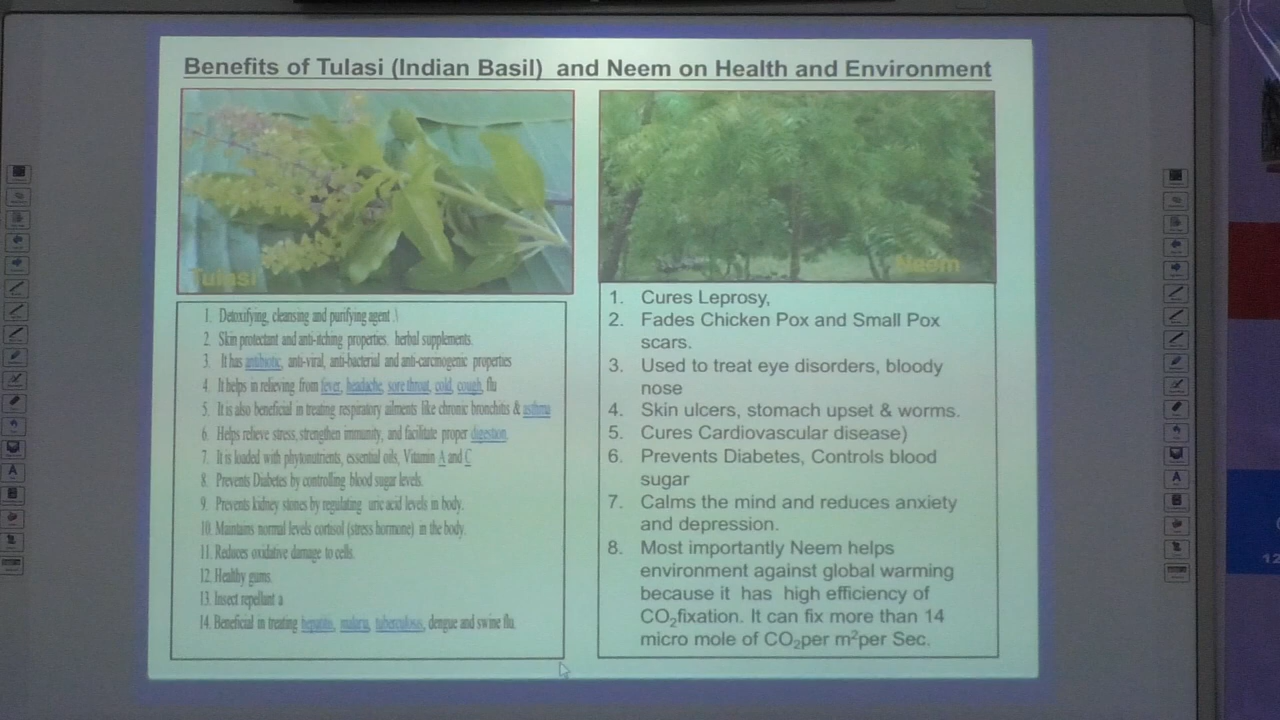 Benefits of Tulasi (Indian Basil) and Neem on Health and Environment
Tulasi
1. Detoxifying, cleansing and purifying agent .\
2. Skin protectant and anti-itching properties. herbal supplements.
3. It has antibiotic, anti-viral, anti-bacterial and anti-carcinogenic properties
4. It helps in relieving from fever, headache, sore throat, cold, cough, flu
5. It is also beneficial in treating respiratory ailments like chronic bronchitis & asthma
6. Helps relieve stress, strengthen immunity, and facilitate proper digestion.
7. It is loaded with phytonutrients, essential oils, Vitamin A and C
8. Prevents Diabetes by controlling blood sugar levels.
9. Prevents kidney stones by regulating uric acid levels in body.
10. Maintains normal levels cortisol (stress hormone) in the body.
11. Reduces oxidative damage to cells.
12. Healthy gums.
13. Insect repellant a
14. Beneficial in treating hepatitis, malaria, tuberculosis, dengue and swine flu.
Neem
1. Cures Leprosy,
2. Fades Chicken Pox and Small Pox
scars.
3. Used to treat eye disorders, bloody
nose
4. Skin ulcers, stomach upset & worms.
5. Cures Cardiovascular disease)
6. Prevents Diabetes, Controls blood
sugar
7. Calms the mind and reduces anxiety
and depression.
8. Most importantly Neem helps
environment against global warming
because it has high efficiency of
CO₂fixation. It can fix more than 14
micro mole of CO₂per m²per Sec.
A
A
12